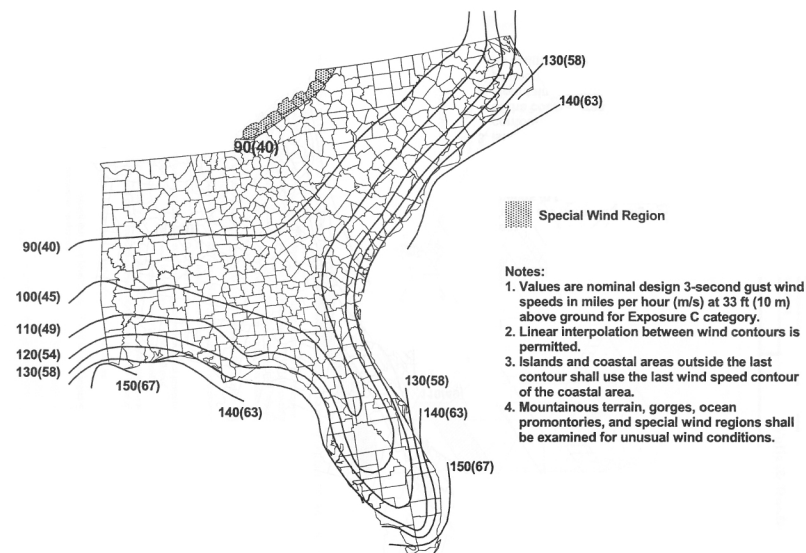 130(58)
140(63)
90(40)
Special Wind Region
90(40)
100(45)
110(49)
120(54)
130(58)
150(67)
140(63)
130(58)
140(63)
150(67)
Notes:
1. Values are nominal design 3-second gust wind
speeds in miles per hour (m/s) at 33 ft (10 m)
above ground for Exposure C category.
2. Linear interpolation between wind contours is
permitted.
3. Islands and coastal areas outside the last
contour shall use the last wind speed contour
of the coastal area.
4. Mountainous terrain, gorges, ocean
promontories, and special wind regions shall
be examined for unusual wind conditions.